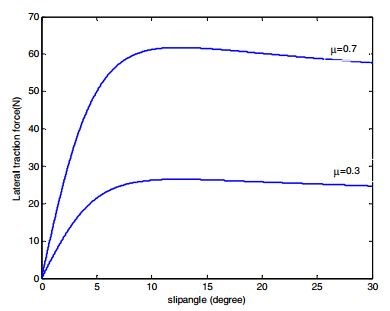 70
60
50
40
30
20
10
0
Lateral traction force(N)
μ=0.7
μ=0.3
0 5 10 15 20 25 30
slipangle (degree)